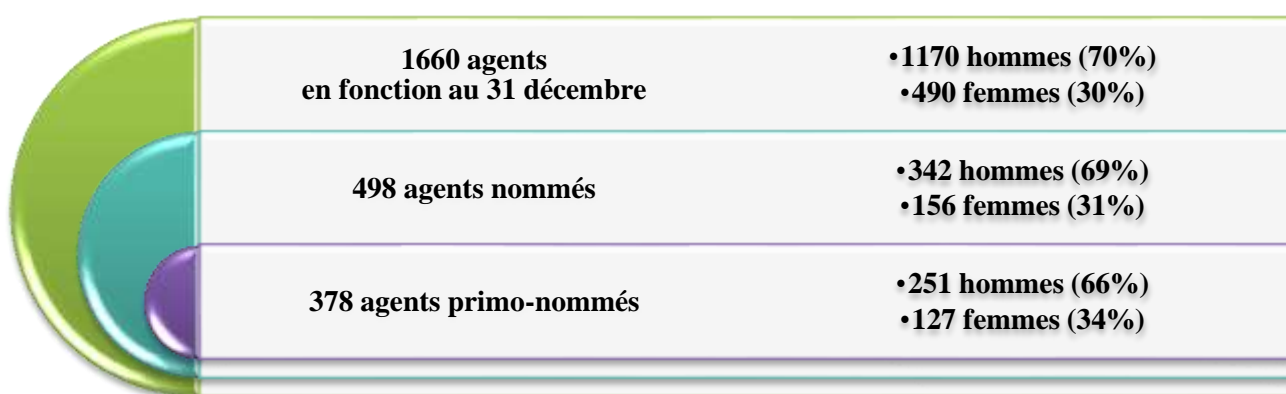 1660 agents
en fonction au 31 décembre
•1170 hommes (70%)
•490 femmes (30%)
498 agents nommés
•342 hommes (69%)
•156 femmes (31%)
378 agents primo-nommés
•251 hommes (66%)
•127 femmes (34%)